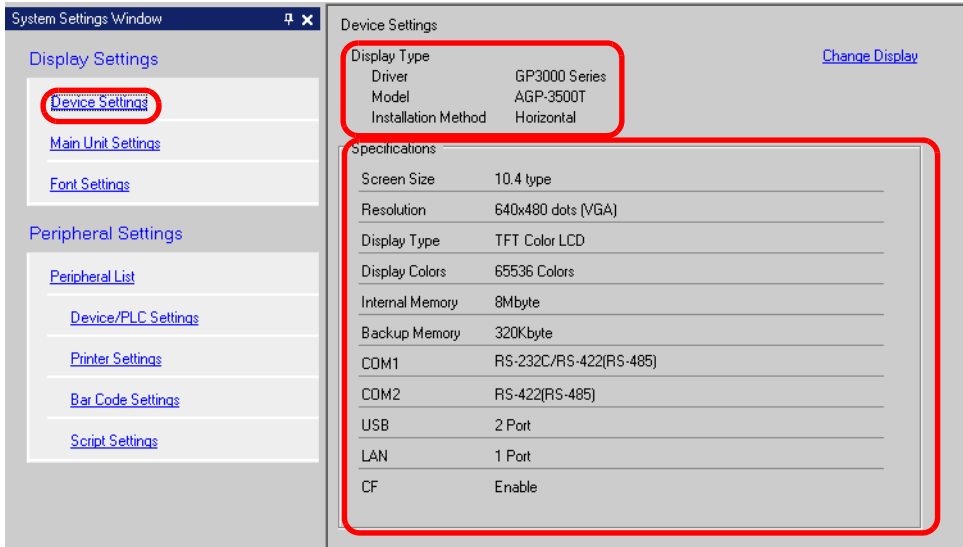 System Settings Window
Display Settings
Device Settings
Main Unit Settings
Font Settings
Peripheral Settings
Peripheral List
Device/PLC Settings
Printer Settings
Bar Code Settings
Script Settings
Device Settings
Display Type
Change Display
Driver GP3000 Series
Model AGP-3500T
Installation Method Horizontal
Specifications
Screen Size 10.4 type
Resolution 640x480 dots (VGA)
Display Type TFT Color LCD
Display Colors 65536 Colors
Internal Memory 8Mbyte
Backup Memory 320Kbyte
COM1 RS-232C/RS-422(RS-485)
COM2 RS-422(RS-485)
USB 2 Port
LAN 1 Port
CF Enable